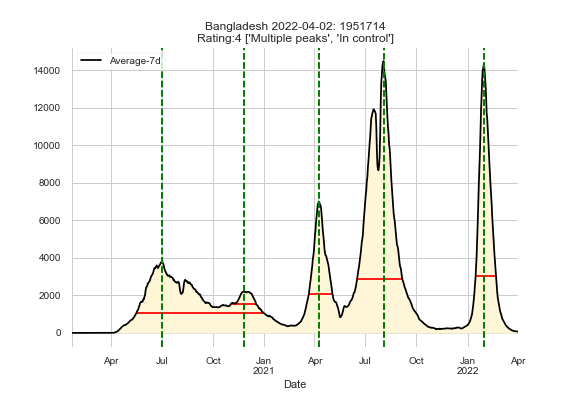 Bangladesh 2022-04-02: 1951714
Rating:4 ['Multiple peaks', 'In control']
Average-7d
14000
12000
10000
8000
6000
4000
2000
0
Apr Jul Oct Jan Apr Jul Oct Jan Apr
2021 2022
Date